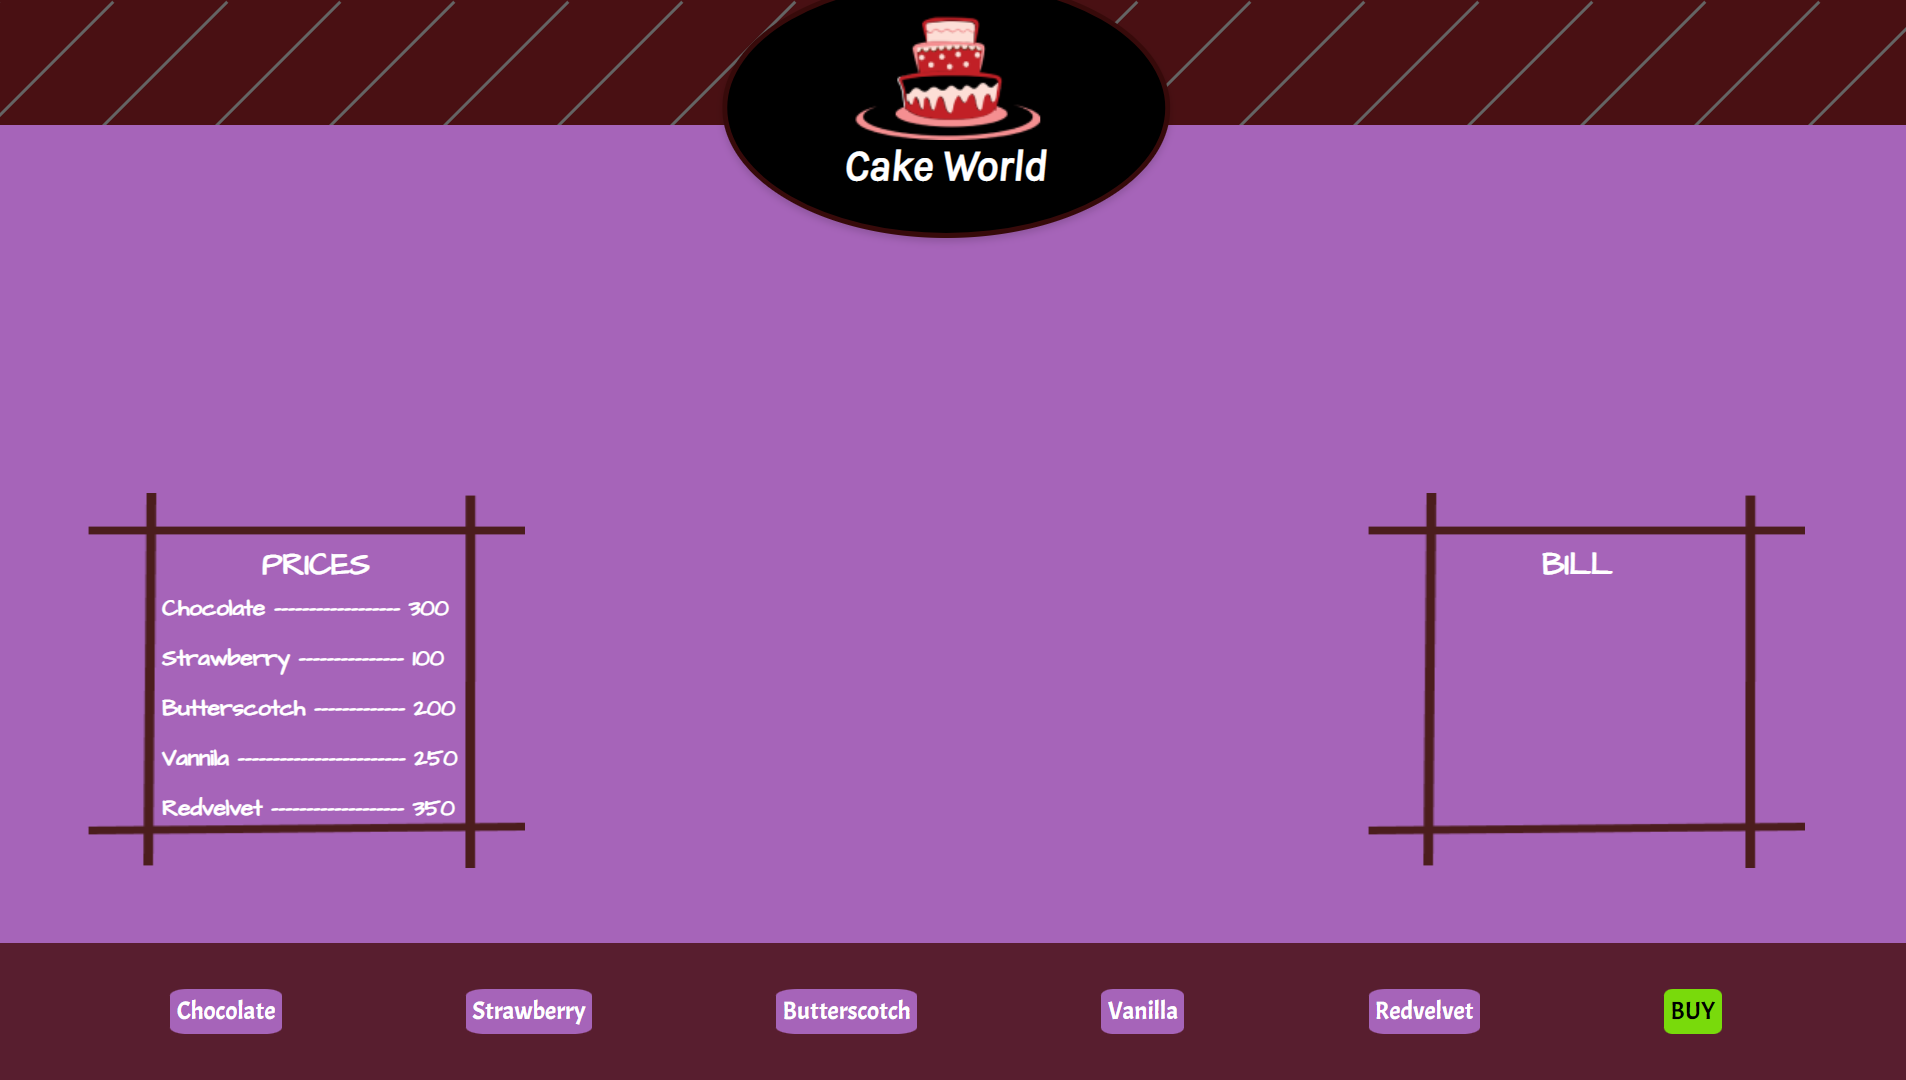 Cake World
PRICES
Chocolate ------------------ 300
Strawberry --------------- 100
Butterscotch ------------- 200
Vannila ------------------------ 250
Redvelvet ------------------- 350
BILL
Chocolate
Strawberry
Butterscotch
Vanilla
Redvelvet
BUY